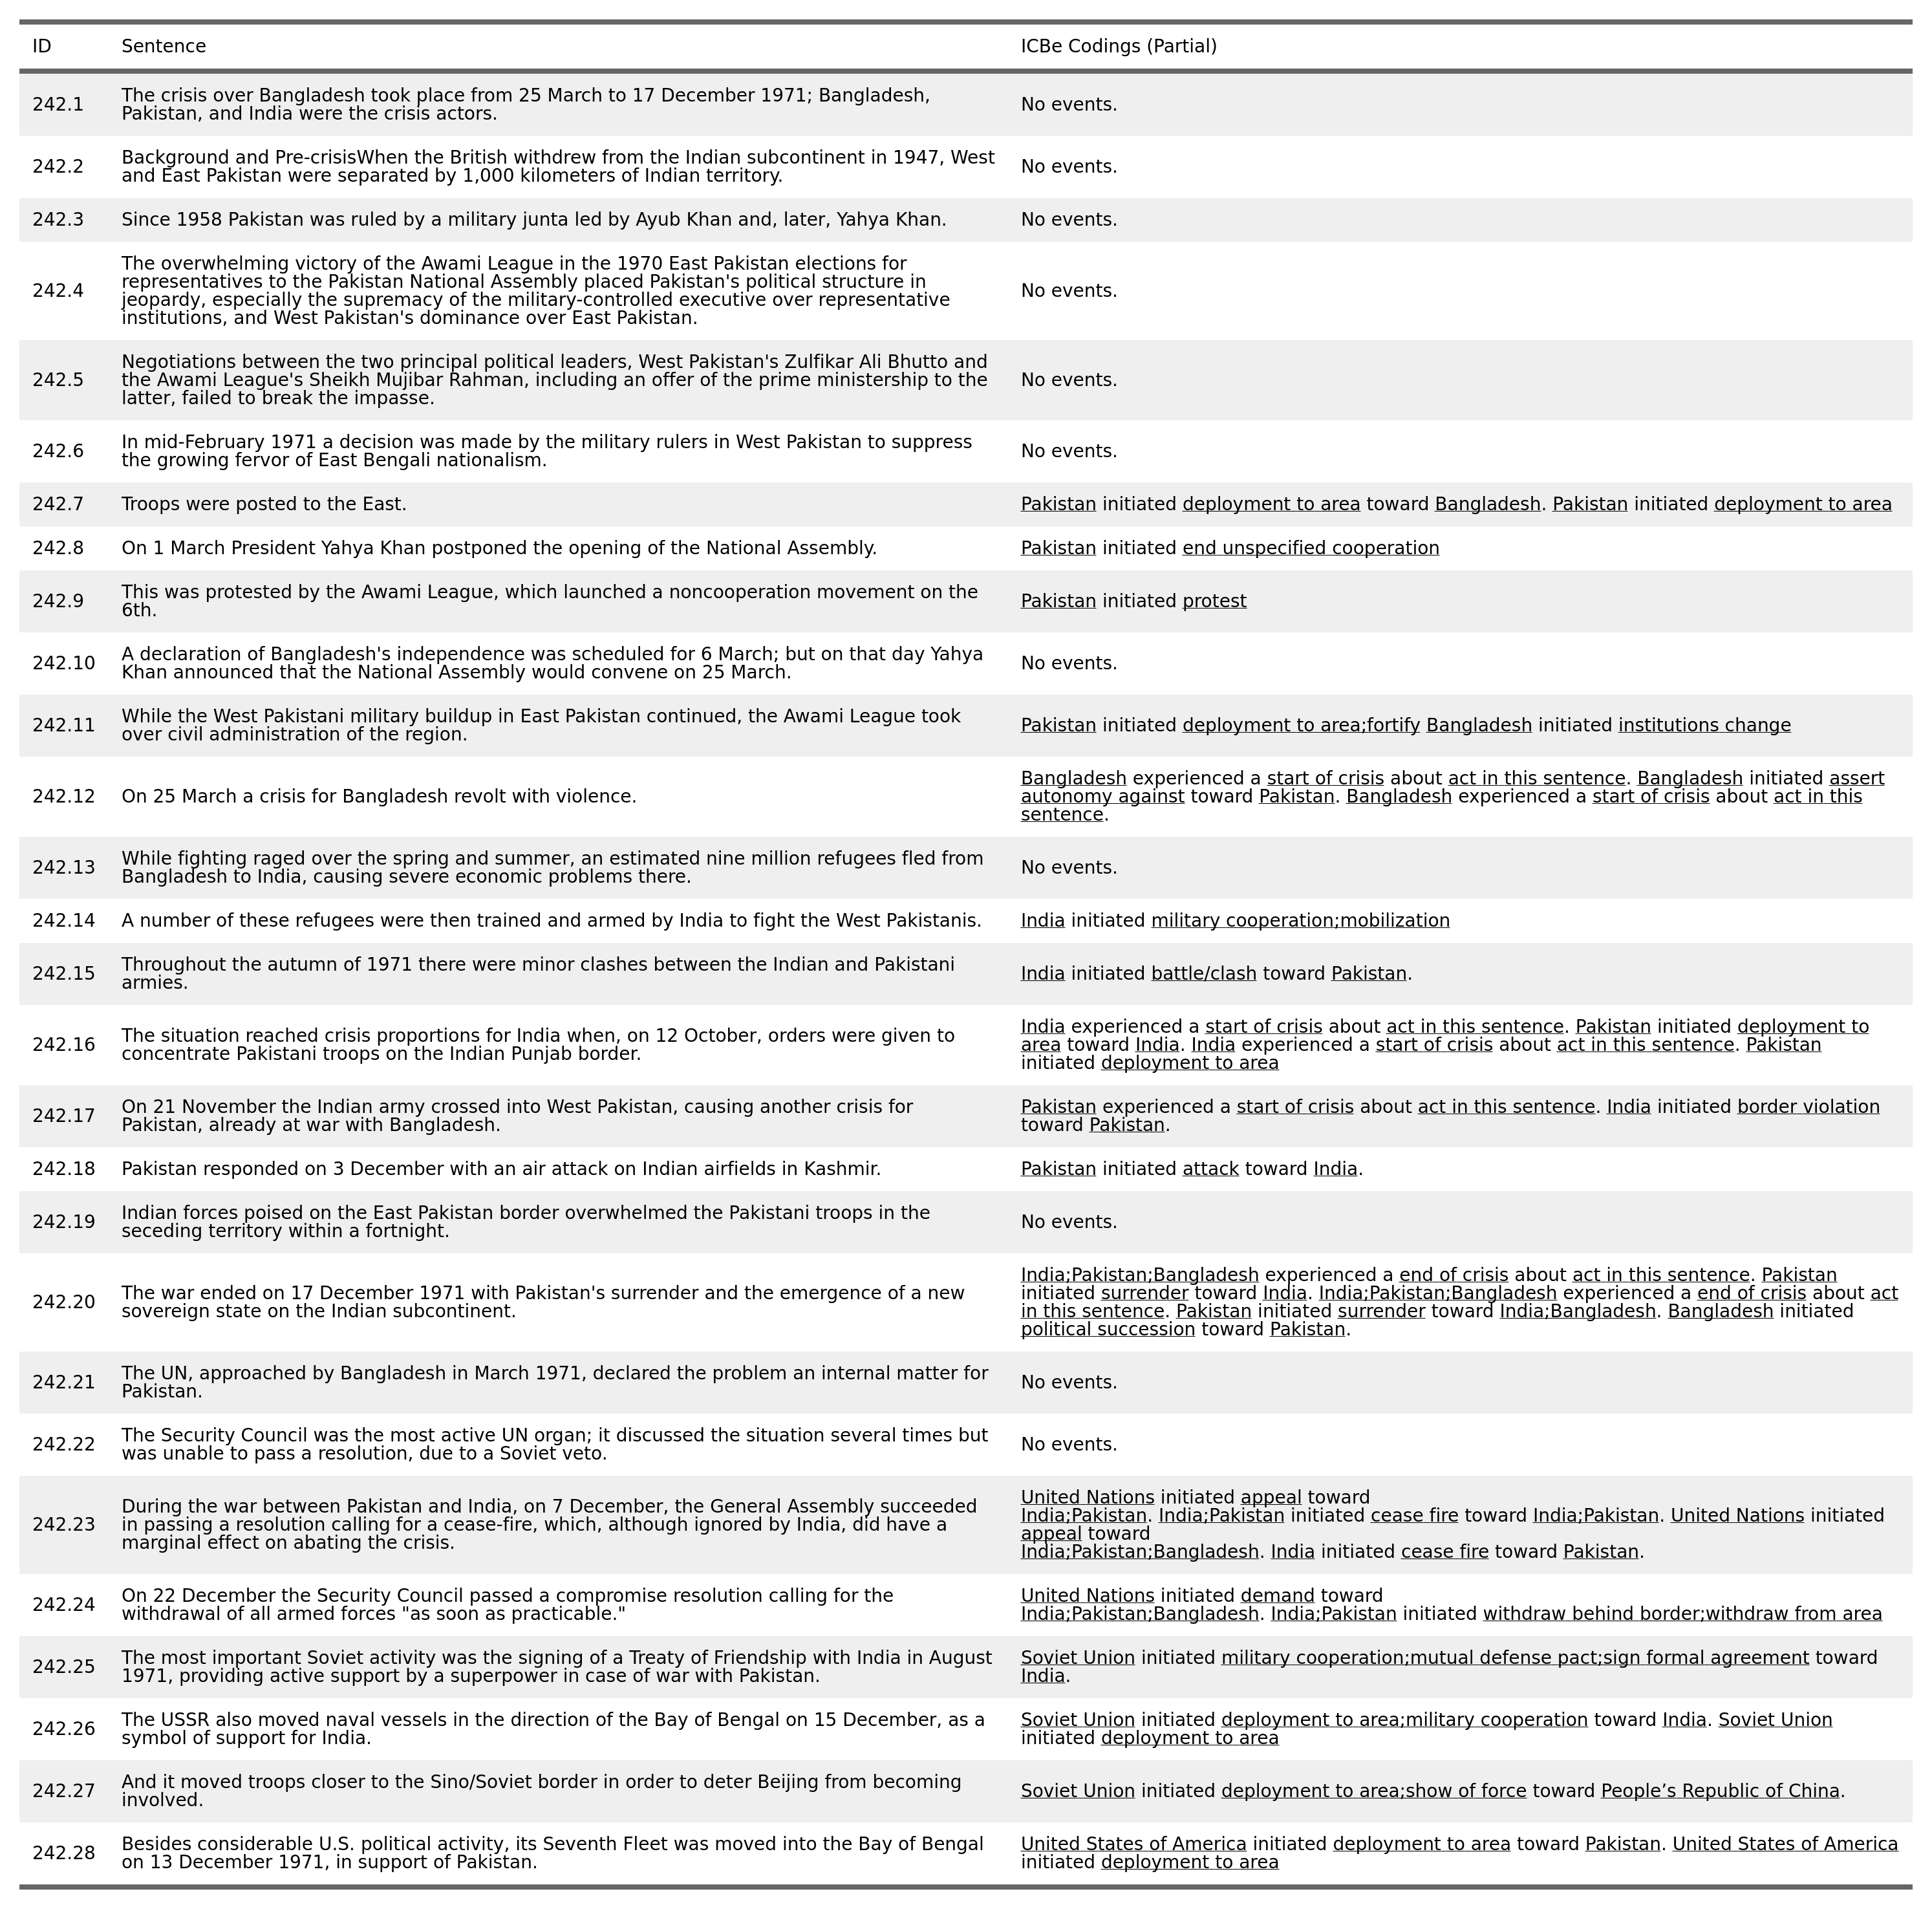 ID Sentence ICBe Codings (Partial)
242.1 The crisis over Bangladesh took place from 25 March to 17 December 1971; Bangladesh,
Pakistan, and India were the crisis actors.
No events.
242.2 Background and Pre-crisisWhen the British withdrew from the Indian subcontinent in 1947, West
and East Pakistan were separated by 1,000 kilometers of Indian territory.
No events.
242.3 Since 1958 Pakistan was ruled by a military junta led by Ayub Khan and, later, Yahya Khan.
No events.
242.4 The overwhelming victory of the Awami League in the 1970 East Pakistan elections for
representatives to the Pakistan National Assembly placed Pakistan's political structure in
jeopardy, especially the supremacy of the military-controlled executive over representative
institutions, and West Pakistan's dominance over East Pakistan.
No events.
242.5 Negotiations between the two principal political leaders, West Pakistan's Zulfikar Ali Bhutto and
the Awami League's Sheikh Mujibar Rahman, including an offer of the prime ministership to the
latter, failed to break the impasse.
No events.
242.6 In mid-February 1971 a decision was made by the military rulers in West Pakistan to suppress
the growing fervor of East Bengali nationalism.
No events.
242.7 Troops were posted to the East.
Pakistan initiated deployment to area toward Bangladesh. Pakistan initiated deployment to area
242.8 On 1 March President Yahya Khan postponed the opening of the National Assembly.
Pakistan initiated end unspecified cooperation
242.9 This was protested by the Awami League, which launched a noncooperation movement on the
6th.
Pakistan initiated protest
242.10 A declaration of Bangladesh's independence was scheduled for 6 March; but on that day Yahya
Khan announced that the National Assembly would convene on 25 March.
No events.
242.11 While the West Pakistani military buildup in East Pakistan continued, the Awami League took
over civil administration of the region.
Pakistan initiated deployment to area;fortify Bangladesh initiated institutions change
242.12 On 25 March a crisis for Bangladesh revolt with violence.
Bangladesh experienced a start of crisis about act in this sentence. Bangladesh initiated assert
autonomy against toward Pakistan. Bangladesh experienced a start of crisis about act in this
sentence.
242.13 While fighting raged over the spring and summer, an estimated nine million refugees fled from
Bangladesh to India, causing severe economic problems there.
No events.
242.14 A number of these refugees were then trained and armed by India to fight the West Pakistanis.
India initiated military cooperation;mobilization
242.15 Throughout the autumn of 1971 there were minor clashes between the Indian and Pakistani
armies.
India initiated battle/clash toward Pakistan.
242.16 The situation reached crisis proportions for India when, on 12 October, orders were given to
concentrate Pakistani troops on the Indian Punjab border.
India experienced a start of crisis about act in this sentence. Pakistan initiated deployment to
area toward India. India experienced a start of crisis about act in this sentence. Pakistan
initiated deployment to area
242.17 On 21 November the Indian army crossed into West Pakistan, causing another crisis for
Pakistan, already at war with Bangladesh.
Pakistan experienced a start of crisis about act in this sentence. India initiated border violation
toward Pakistan.
242.18 Pakistan responded on 3 December with an air attack on Indian airfields in Kashmir.
Pakistan initiated attack toward India.
242.19 Indian forces poised on the East Pakistan border overwhelmed the Pakistani troops in the
seceding territory within a fortnight.
No events.
242.20 The war ended on 17 December 1971 with Pakistan's surrender and the emergence of a new
sovereign state on the Indian subcontinent.
India;Pakistan;Bangladesh experienced a end of crisis about act in this sentence. Pakistan
initiated surrender toward India. India;Pakistan;Bangladesh experienced a end of crisis about act
in this sentence. Pakistan initiated surrender toward India;Bangladesh. Bangladesh initiated
political succession toward Pakistan.
242.21 The UN, approached by Bangladesh in March 1971, declared the problem an internal matter for
Pakistan.
No events.
242.22 The Security Council was the most active UN organ; it discussed the situation several times but
was unable to pass a resolution, due to a Soviet veto.
No events.
242.23 During the war between Pakistan and India, on 7 December, the General Assembly succeeded
in passing a resolution calling for a cease-fire, which, although ignored by India, did have a
marginal effect on abating the crisis.
United Nations initiated appeal toward
India;Pakistan. India;Pakistan initiated cease fire toward India;Pakistan. United Nations initiated
appeal toward
India;Pakistan;Bangladesh. India initiated cease fire toward Pakistan.
242.24 On 22 December the Security Council passed a compromise resolution calling for the
withdrawal of all armed forces "as soon as practicable."
United Nations initiated demand toward
India;Pakistan;Bangladesh. India;Pakistan initiated withdraw behind border;withdraw from area
242.25 The most important Soviet activity was the signing of a Treaty of Friendship with India in August
1971, providing active support by a superpower in case of war with Pakistan.
Soviet Union initiated military cooperation;mutual defense pact;sign formal agreement toward
India.
242.26 The USSR also moved naval vessels in the direction of the Bay of Bengal on 15 December, as a
symbol of support for India.
Soviet Union initiated deployment to area;military cooperation toward India. Soviet Union
initiated deployment to area
242.27 And it moved troops closer to the Sino/Soviet border in order to deter Beijing from becoming
involved.
Soviet Union initiated deployment to area;show of force toward People’s Republic of China.
242.28 Besides considerable U.S. political activity, its Seventh Fleet was moved into the Bay of Bengal
on 13 December 1971, in support of Pakistan.
United States of America initiated deployment to area toward Pakistan. United States of America
initiated deployment to area